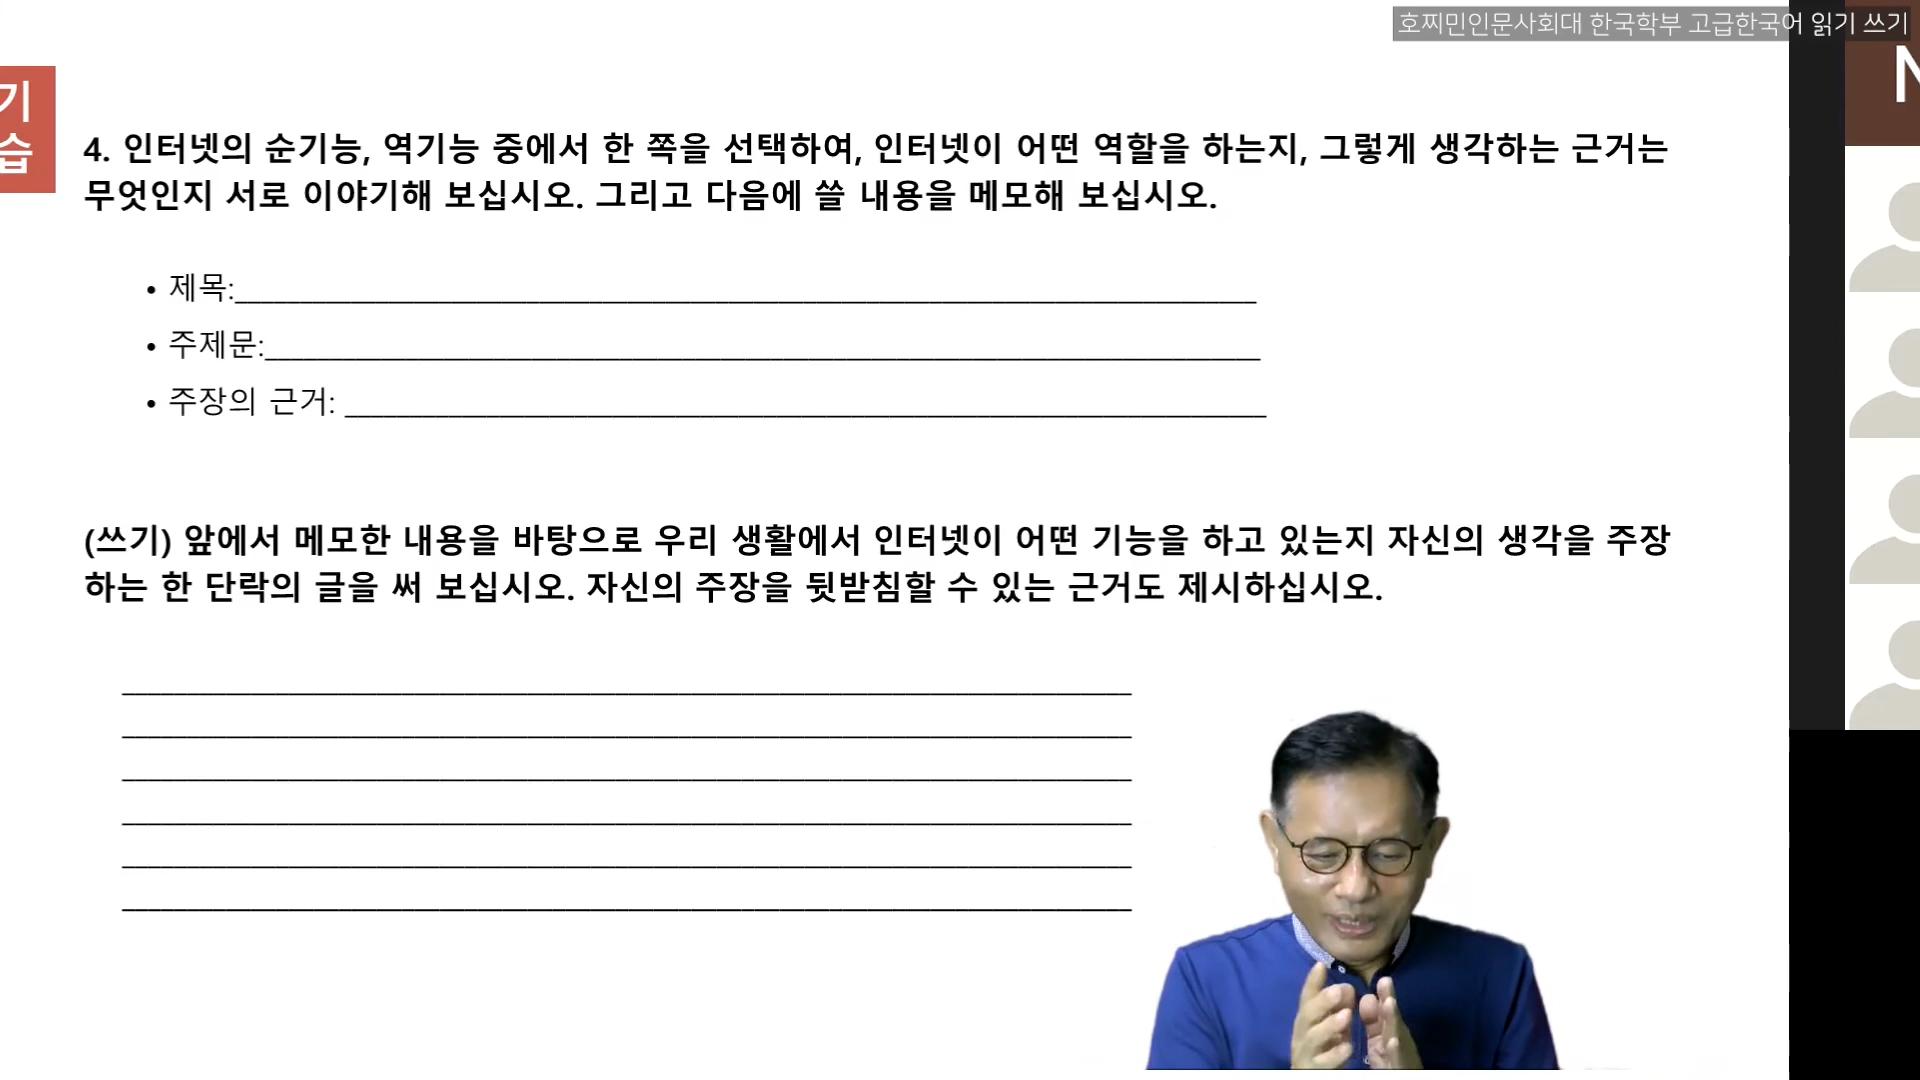 호찌민인문사회대 한국학부 고급한국어 읽기 쓰기
기
습
4. 인터넷의 순기능, 역기능 중에서 한 쪽을 선택하여, 인터넷이 어떤 역할을 하는지, 그렇게 생각하는 근거는
무엇인지 서로 이야기해 보십시오. 그리고 다음에 쓸 내용을 메모해 보십시오.
• 제목:
• 주제문:
• 주장의 근거:
(쓰기) 앞에서 메모한 내용을 바탕으로 우리 생활에서 인터넷이 어떤 기능을 하고 있는지 자신의 생각을 주장
하는 한 단락의 글을 써 보십시오. 자신의 주장을 뒷받침할 수 있는 근거도 제시하십시오.